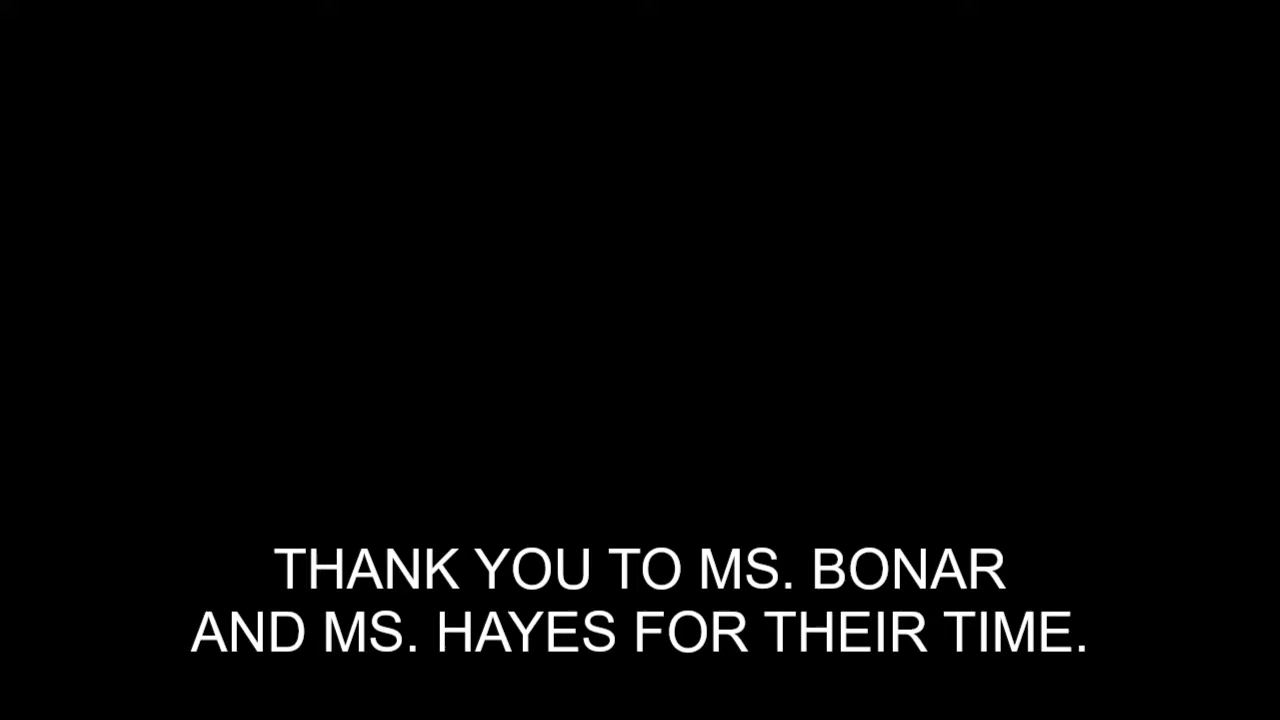 THANK YOU TO MS. BONAR
AND MS. HAYES FOR THEIR TIME.